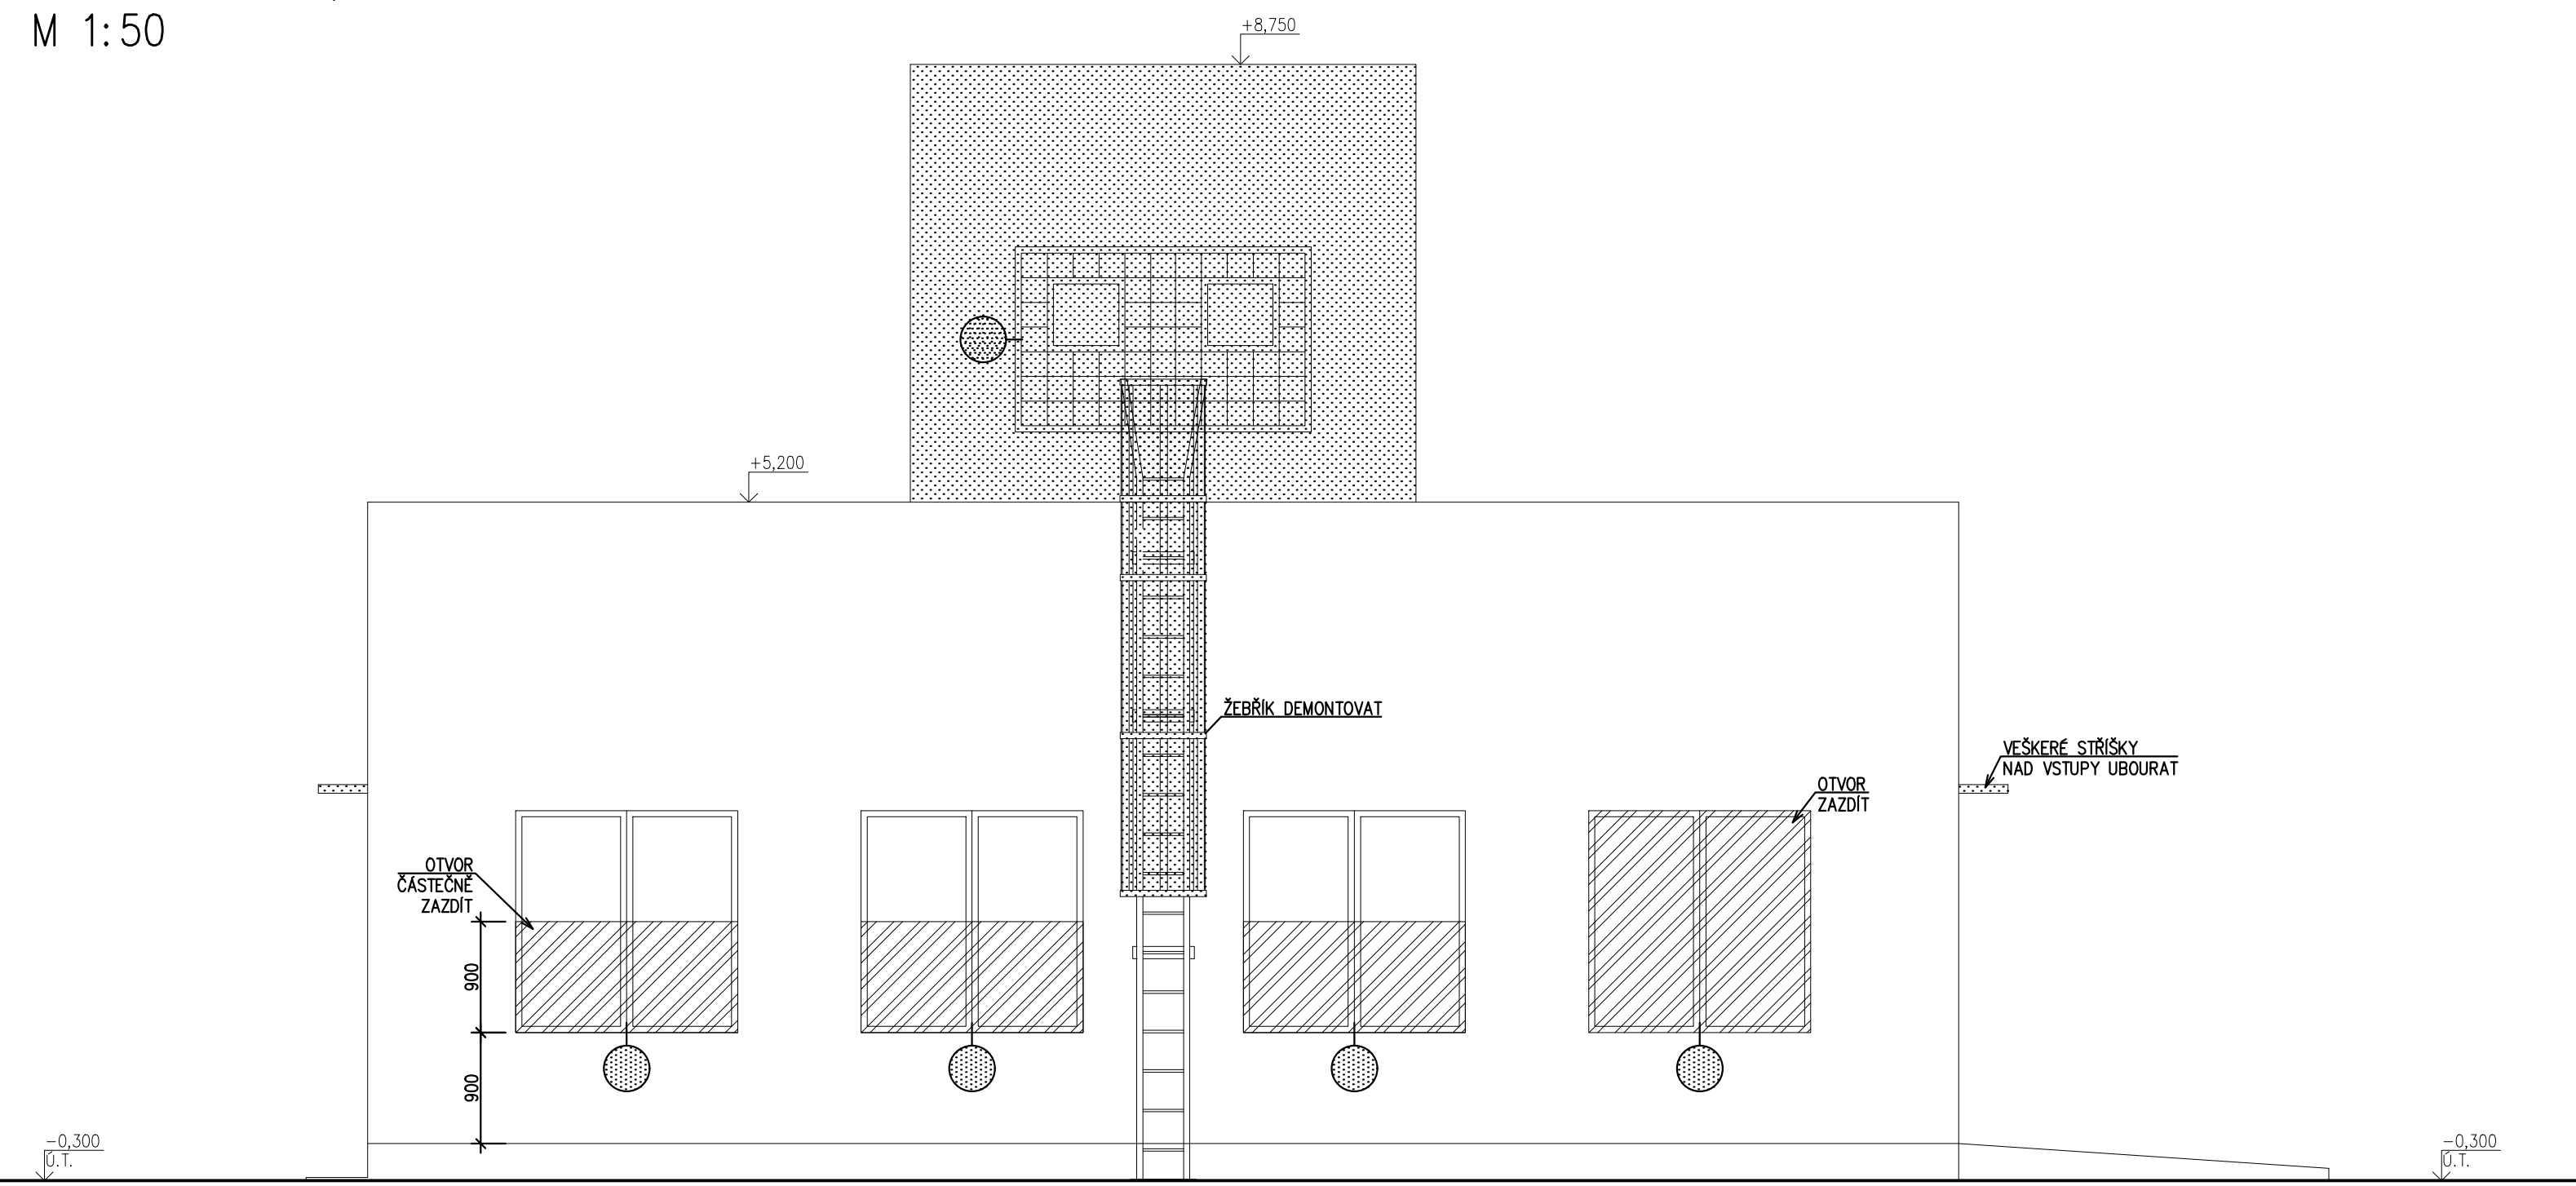 M 1:50
+8,750
+5,200
ŽEBŘÍK DEMONTOVAT
VEŠKERÉ STŘÍŠKY
NAD VSTUPY UBOURAT
OTVOR
ZAZDÍT
OTVOR
ČÁSTEČNĚ
ZAZDÍT
900
900
-0,300
Ú.T.
-0,300
Ú.T.